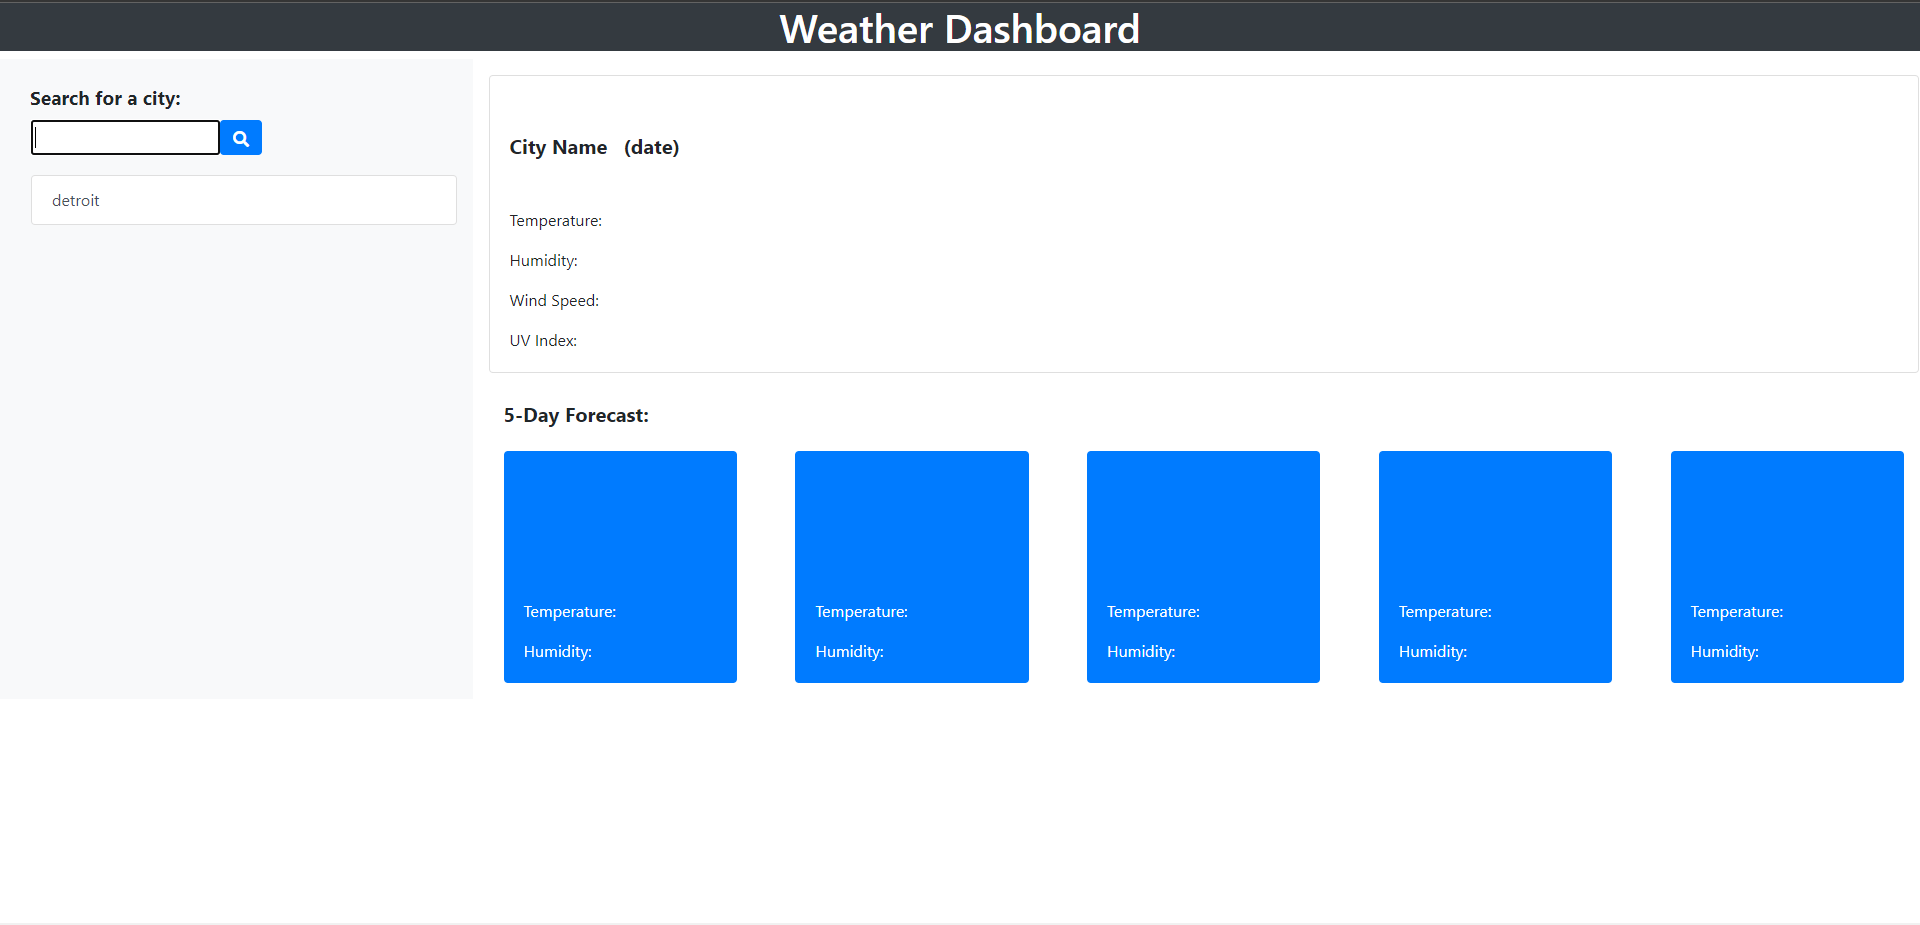 Weather Dashboard
Search for a city:
detroit
City Name (date)
Temperature:
Humidity:
Wind Speed:
UV Index:
5-Day Forecast:
Temperature:
Humidity:
Temperature:
Humidity:
Temperature:
Humidity:
Temperature:
Humidity:
Temperature:
Humidity: